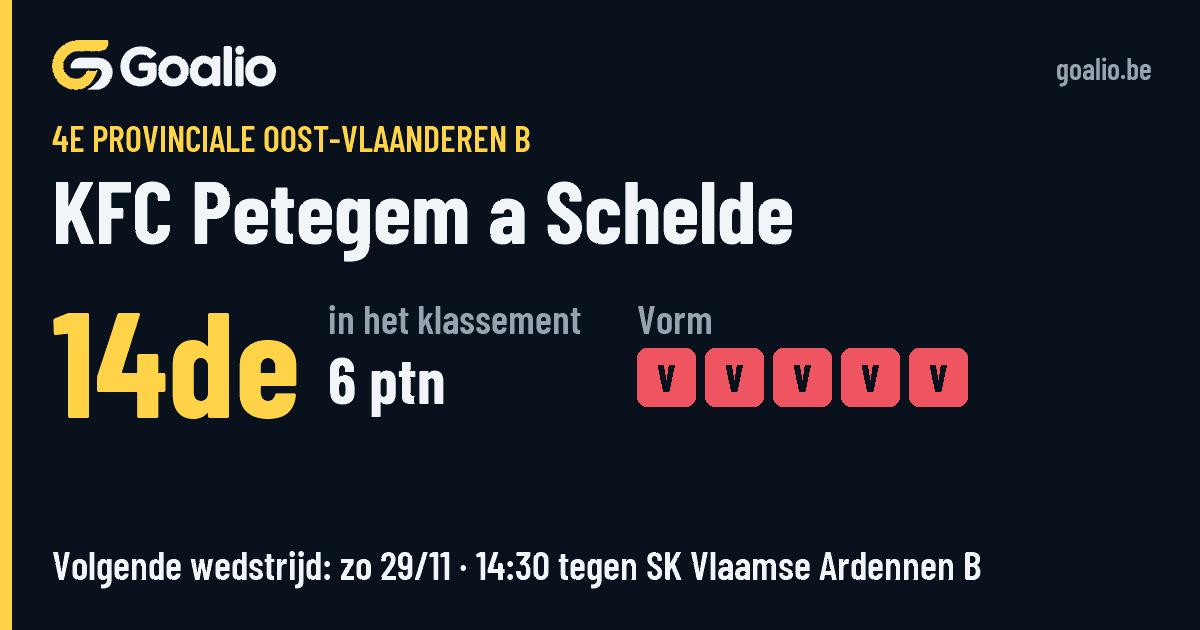 Goalio
goalio.be
4E PROVINCIALE OOST-VLAANDEREN B
KFC Petegem a Schelde
14de
in het klassement
6 ptn
Vorm
V V V V V
Volgende wedstrijd: zo 29/11 · 14:30 tegen SK Vlaamse Ardennen B